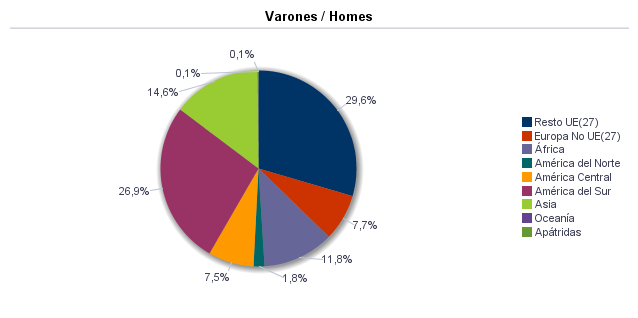 Varones / Homes
0,1%
0,1%
14,6%
29,6%
26,9%
7,7%
11,8%
7,5%
1,8%
Resto UE(27)
Europa No UE(27)
África
América del Norte
América Central
América del Sur
Asia
Oceanía
Apátridas